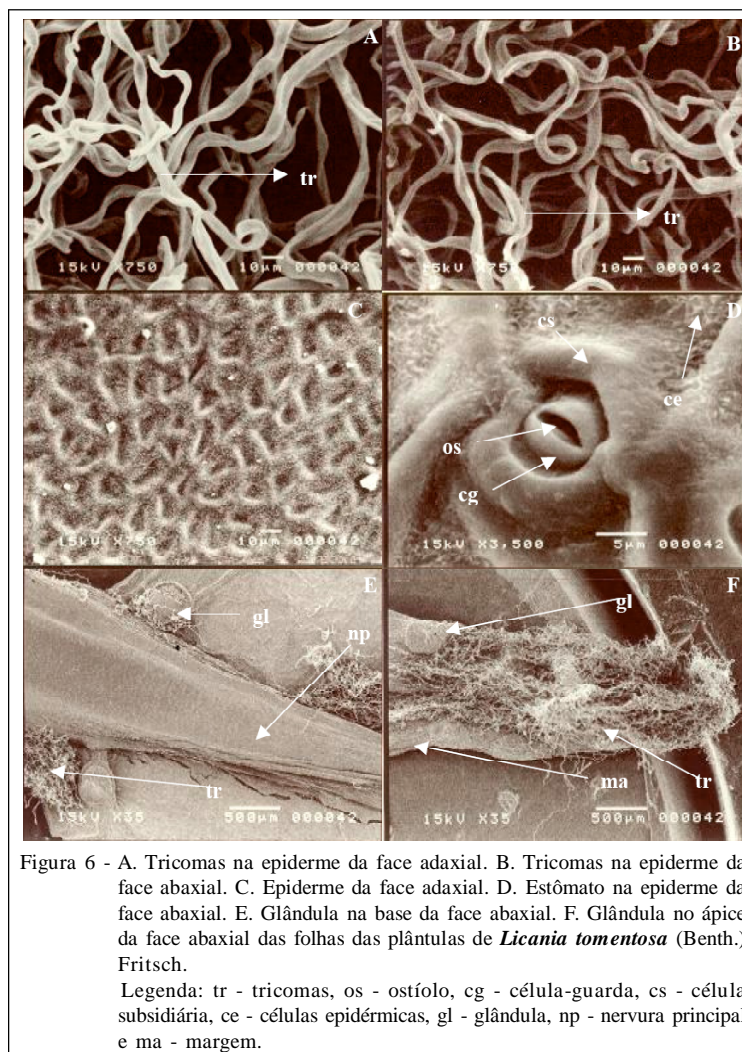 A
tr
15kV X750 10μm 000042
B
tr
15kV X750 10μm 000042
C
15kV X750 10μm 000042
D
cs
ce
os
cg
15kV X3,500 5μm 000042
E
gl
np
tr
15kV X35 500μm 000042
F
gl
ma
tr
15kV X35 500μm 000042
Figura 6 - A. Tricomas na epiderme da face adaxial. B. Tricomas na epiderme da
face abaxial. C. Epiderme da face adaxial. D. Estômato na epiderme da
face abaxial. E. Glândula na base da face abaxial. F. Glândula no ápice
da face abaxial das folhas das plântulas de Licania tomentosa (Benth.)
Fritsch.
Legenda: tr - tricomas, os - ostíolo, cg - célula-guarda, cs - célula
subsidiária, ce - células epidérmicas, gl - glândula, np - nervura principal
e ma - margem.